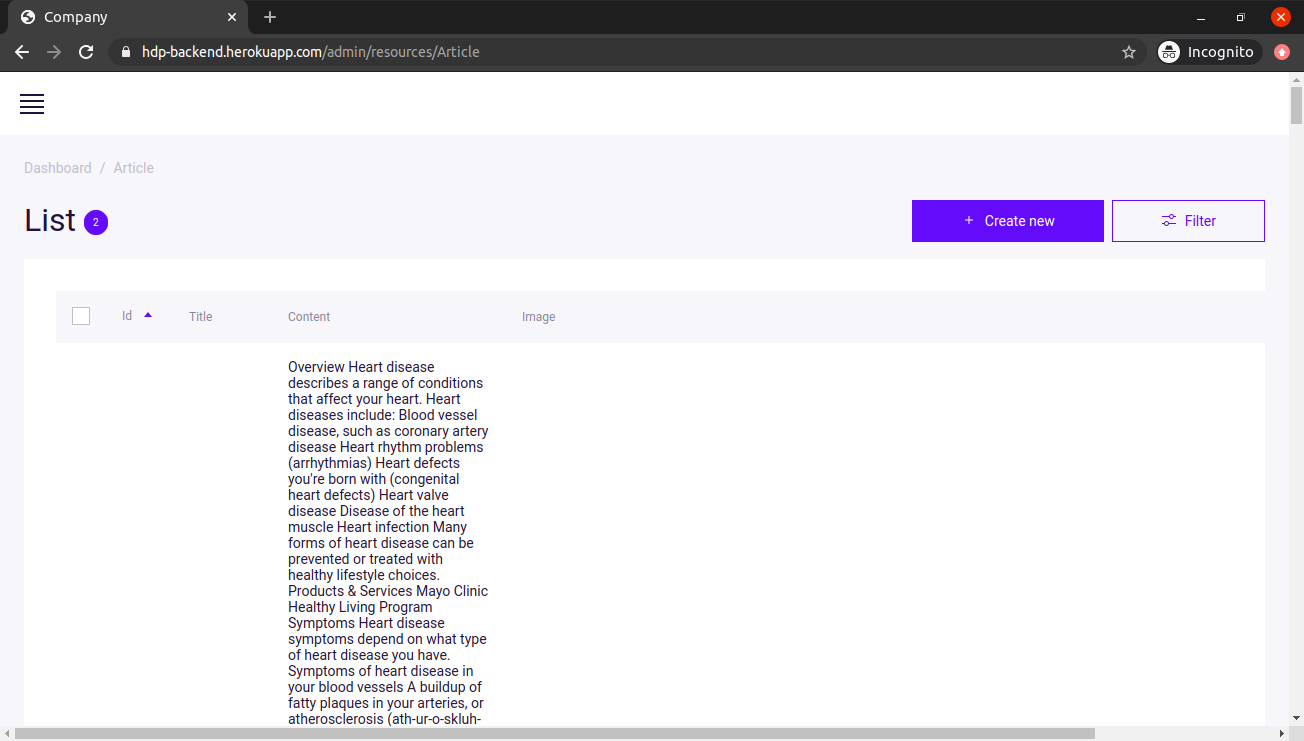 Company
hdp-backend.herokuapp.com/admin/resources/Article
Incognito
Dashboard / Article
List 2
+ Create new
Filter
Id Title Content Image
Overview Heart disease
describes a range of conditions
that affect your heart. Heart
diseases include: Blood vessel
disease, such as coronary artery
disease Heart rhythm problems
(arrhythmias) Heart defects
you're born with (congenital
heart defects) Heart valve
disease Disease of the heart
muscle Heart infection Many
forms of heart disease can be
prevented or treated with
healthy lifestyle choices.
Products & Services Mayo Clinic
Healthy Living Program
Symptoms Heart disease
symptoms depend on what type
of heart disease you have.
Symptoms of heart disease in
your blood vessels A buildup of
fatty plaques in your arteries, or
atherosclerosis (ath-ur-o-skluh-